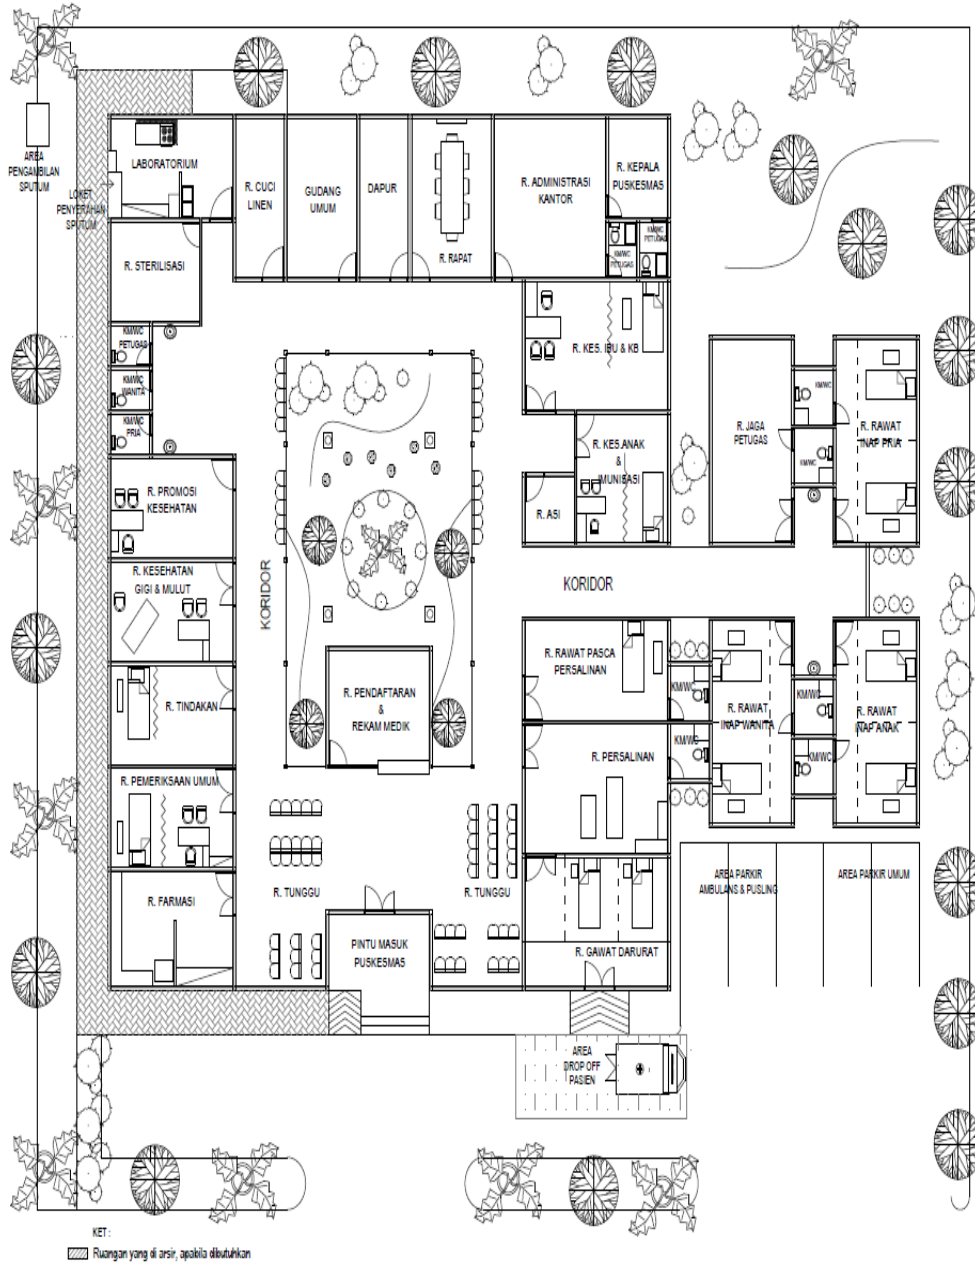 AREA
PENGAMBILAN
SPUTUM
LOKET
PENYERAHAN
SPUTUM
LABORATORIUM
R. CUCI
LINEN
GUDANG
UMUM
DAPUR
R. RAPAT
R. ADMINISTRASI
KANTOR
R. KEPALA
PUSKESMAS
KM/WC
PETUGAS
KM/WC
PETUGAS
R. STERILISASI
KM/WC
PETUGAS
KM/WC
WANITA
KM/WC
PRIA
R. KES. IBU & KB
R. KES.ANAK
&
IMUNISASI
R. ASI
R. JAGA
PETUGAS
KM/WC
KM/WC
R. RAWAT
INAP PRIA
R. PROMOSI
KESEHATAN
R. KESEHATAN
GIGI & MULUT
KORIDOR
KORIDOR
R. TINDAKAN
R. PENDAFTARAN
&
REKAM MEDIK
R. RAWAT PASCA
PERSALINAN
KM/WC
R. RAWAT
INAP WANITA
KM/WC
R. RAWAT
INAP ANAK
R. PERSALINAN
KM/WC
KM/WC
R. PEMERIKSAAN UMUM
R. FARMASI
R. TUNGGU
R. TUNGGU
PINTU MASUK
PUSKESMAS
R. GAWAT DARURAT
AREA PARKIR
AMBULANS & PUSLING
AREA PARKIR UMUM
AREA
DROP OFF
PASIEN
KET :
Ruangan yang di arsir, apabila dibutuhkan